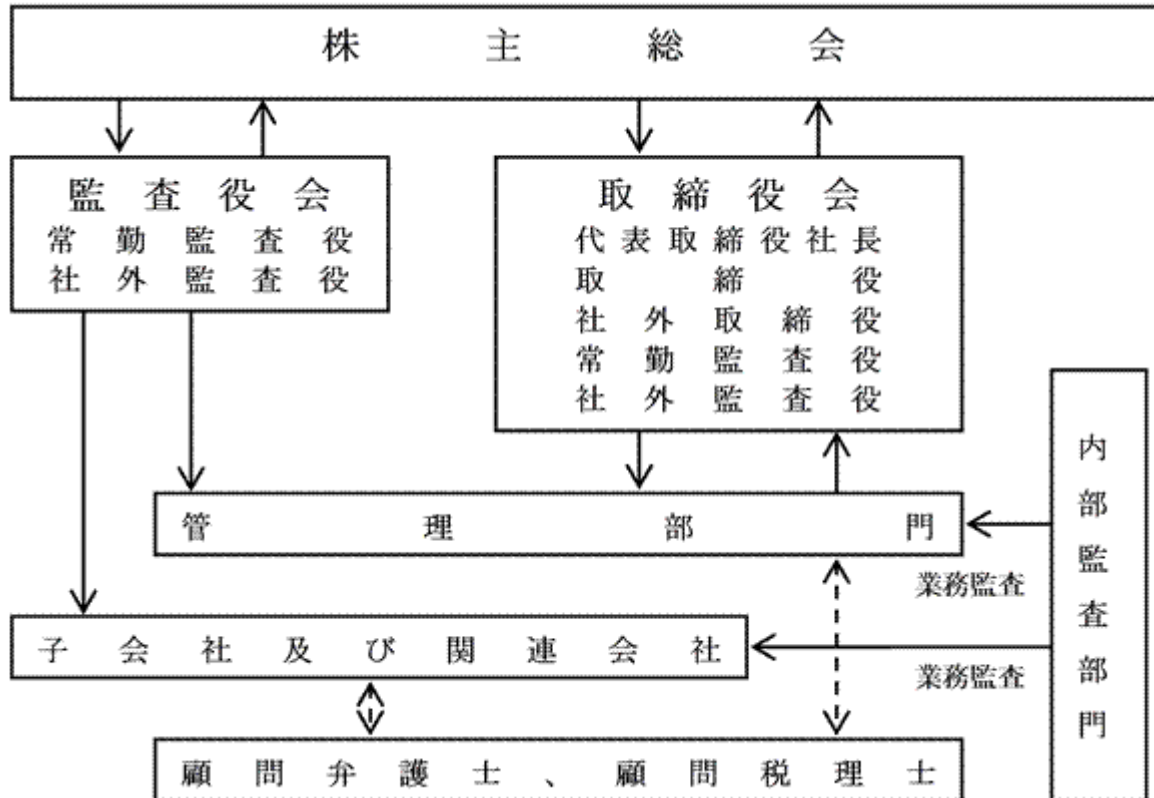 株主総会
監査役会
常勤監査役
社外監査役
取締役会
代表取締役社長
取締役
社外取締役
常勤監査役
社外監査役
内部監査部門
管理部門
業務監査
子会社及び関連会社
業務監査
顧問弁護士、顧問税理士